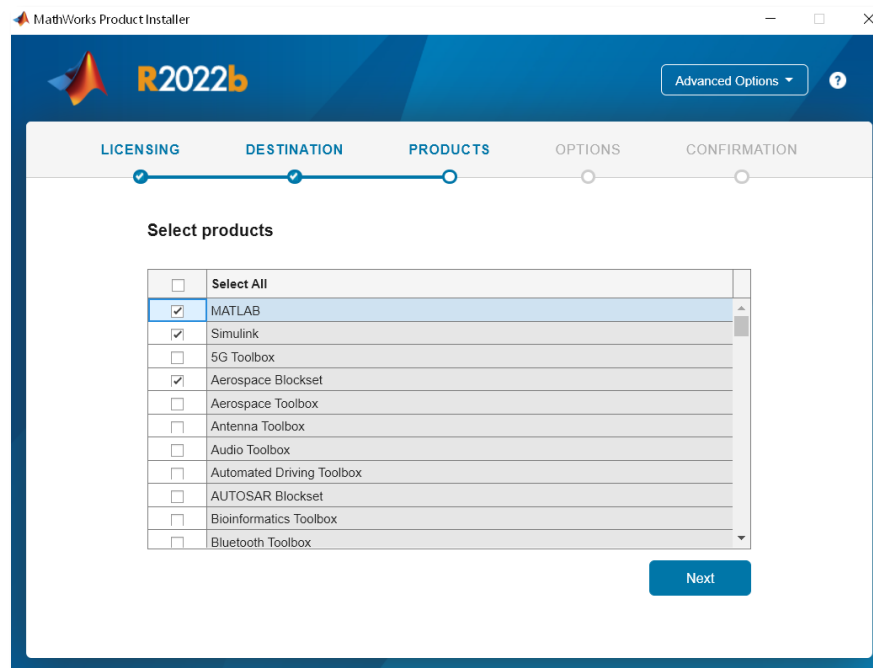 MathWorks Product Installer
R2022b
Advanced Options
?
LICENSING DESTINATION PRODUCTS OPTIONS CONFIRMATION
Select products
Select All
MATLAB
Simulink
5G Toolbox
Aerospace Blockset
Aerospace Toolbox
Antenna Toolbox
Audio Toolbox
Automated Driving Toolbox
AUTOSAR Blockset
Bioinformatics Toolbox
Bluetooth Toolbox
Next